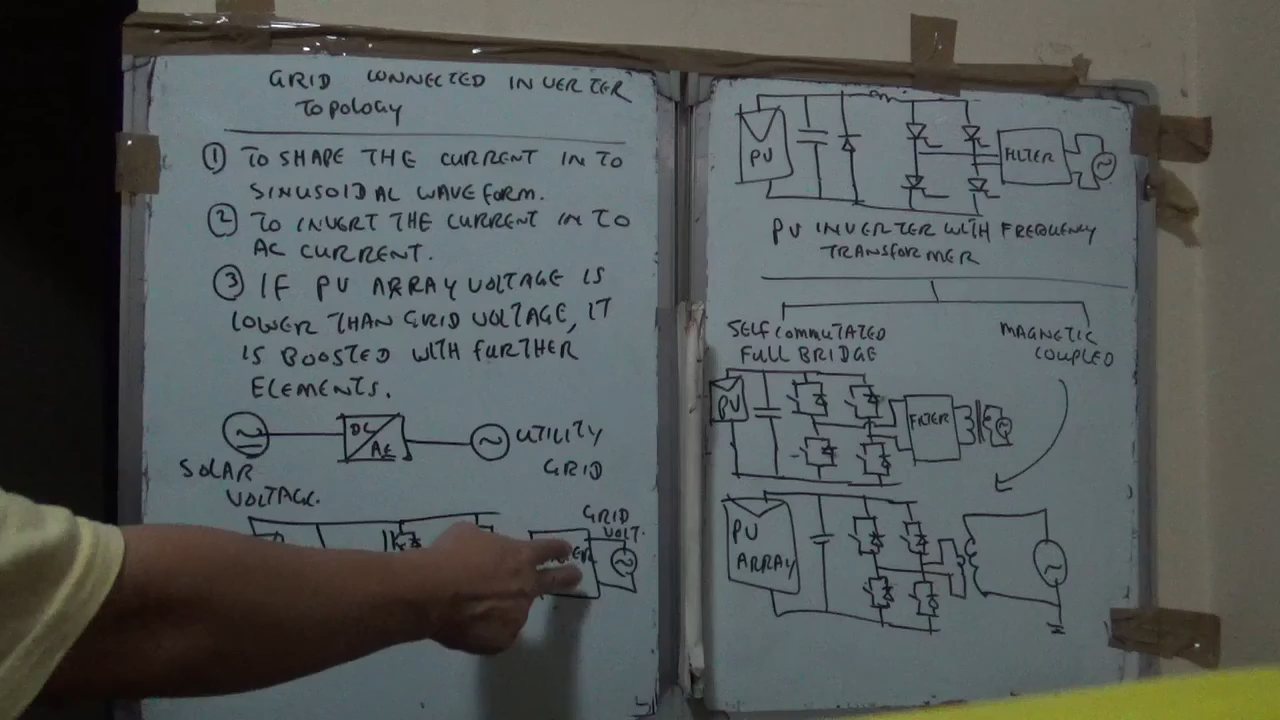 GRID CONNECTED INVERTER
TOPOLOGY
① TO SHAPE THE CURRENT IN TO
SINUSOIDAL WAVE FORM.
② TO INVERT THE CURRENT IN TO
AC CURRENT.
③ IF PV ARRAY VOLTAGE IS
LOWER THAN GRID VOLTAGE, IT
IS BOOSTED WITH FURTHER
ELEMENTS.
DC/AC
UTILITY
GRID
SOLAR
VOLTAGE.
GRID
VOLT.
PV
FILTER
PV INVERTER WITH FREQUENCY
TRANSFORMER
SELF COMMUTATED
FULL BRIDGE
MAGNETIC
COUPLED
PV
FILTER
PV
ARRAY